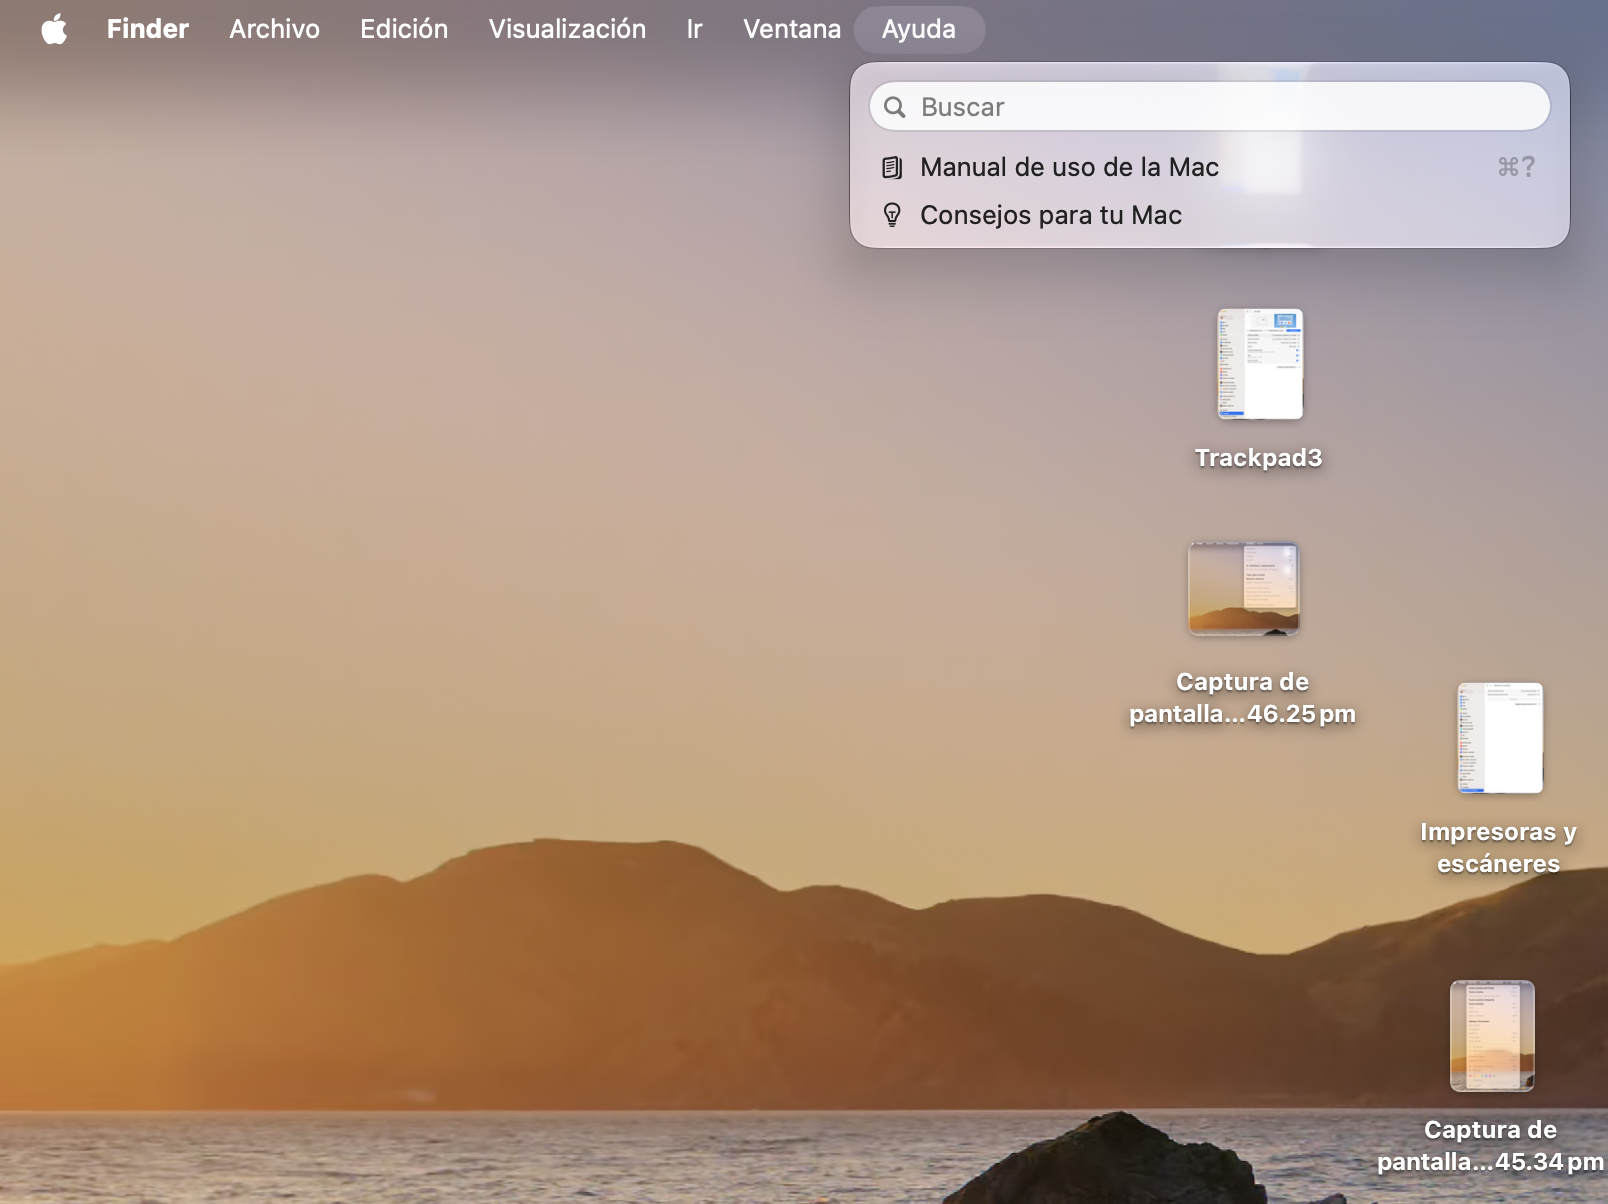 Finder Archivo Edición Visualización Ir Ventana Ayuda
Buscar
Manual de uso de la Mac ⌘?
Consejos para tu Mac
Trackpad3
Captura de
pantalla...46.25 pm
Impresoras y
escáneres
Captura de
pantalla...45.34 pm